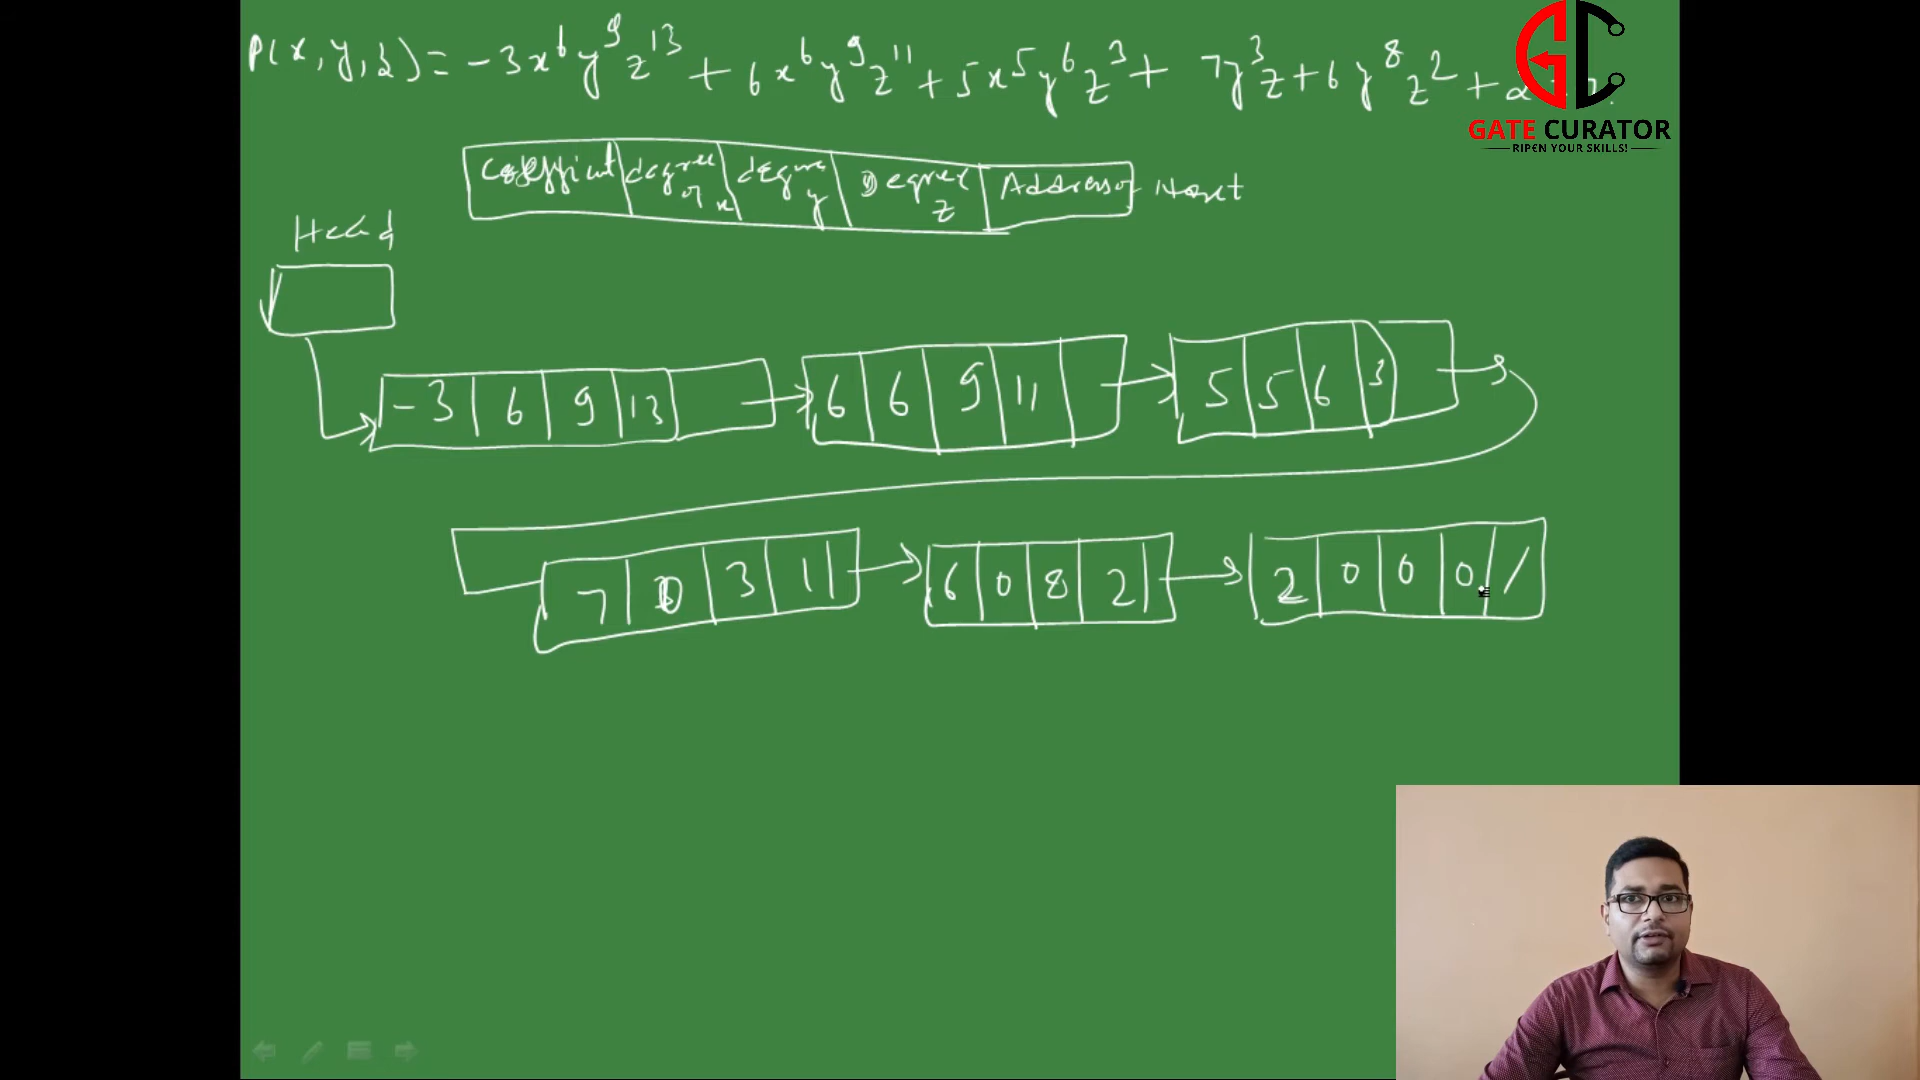 P(x,y,z) = -3x⁶y⁹z¹³ + 6x⁶y⁹z¹¹ + 5x⁵y⁶z³ + 7y³z + 6y⁸z² +
GATE CURATOR
RIPEN YOUR SKILLS!
Coefficient degree of x degree y Degree z Address of Next
Head
-3 6 9 13
6 6 9 11
5 5 6 3
7 0 3 1
6 0 8 2
2 0 0 0 /